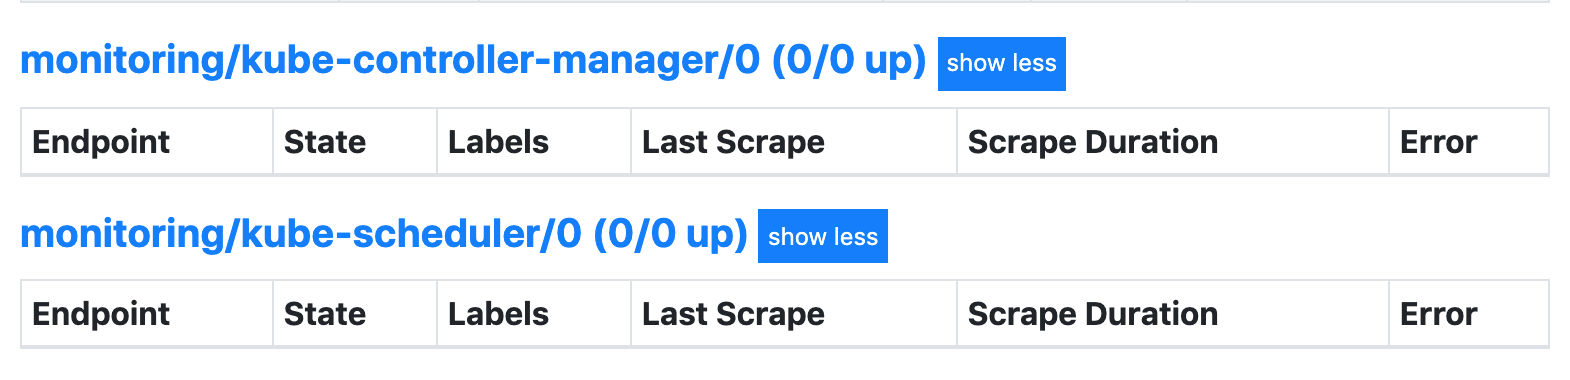 monitoring/kube-controller-manager/0 (0/0 up) show less
Endpoint State Labels Last Scrape Scrape Duration Error
monitoring/kube-scheduler/0 (0/0 up) show less
Endpoint State Labels Last Scrape Scrape Duration Error